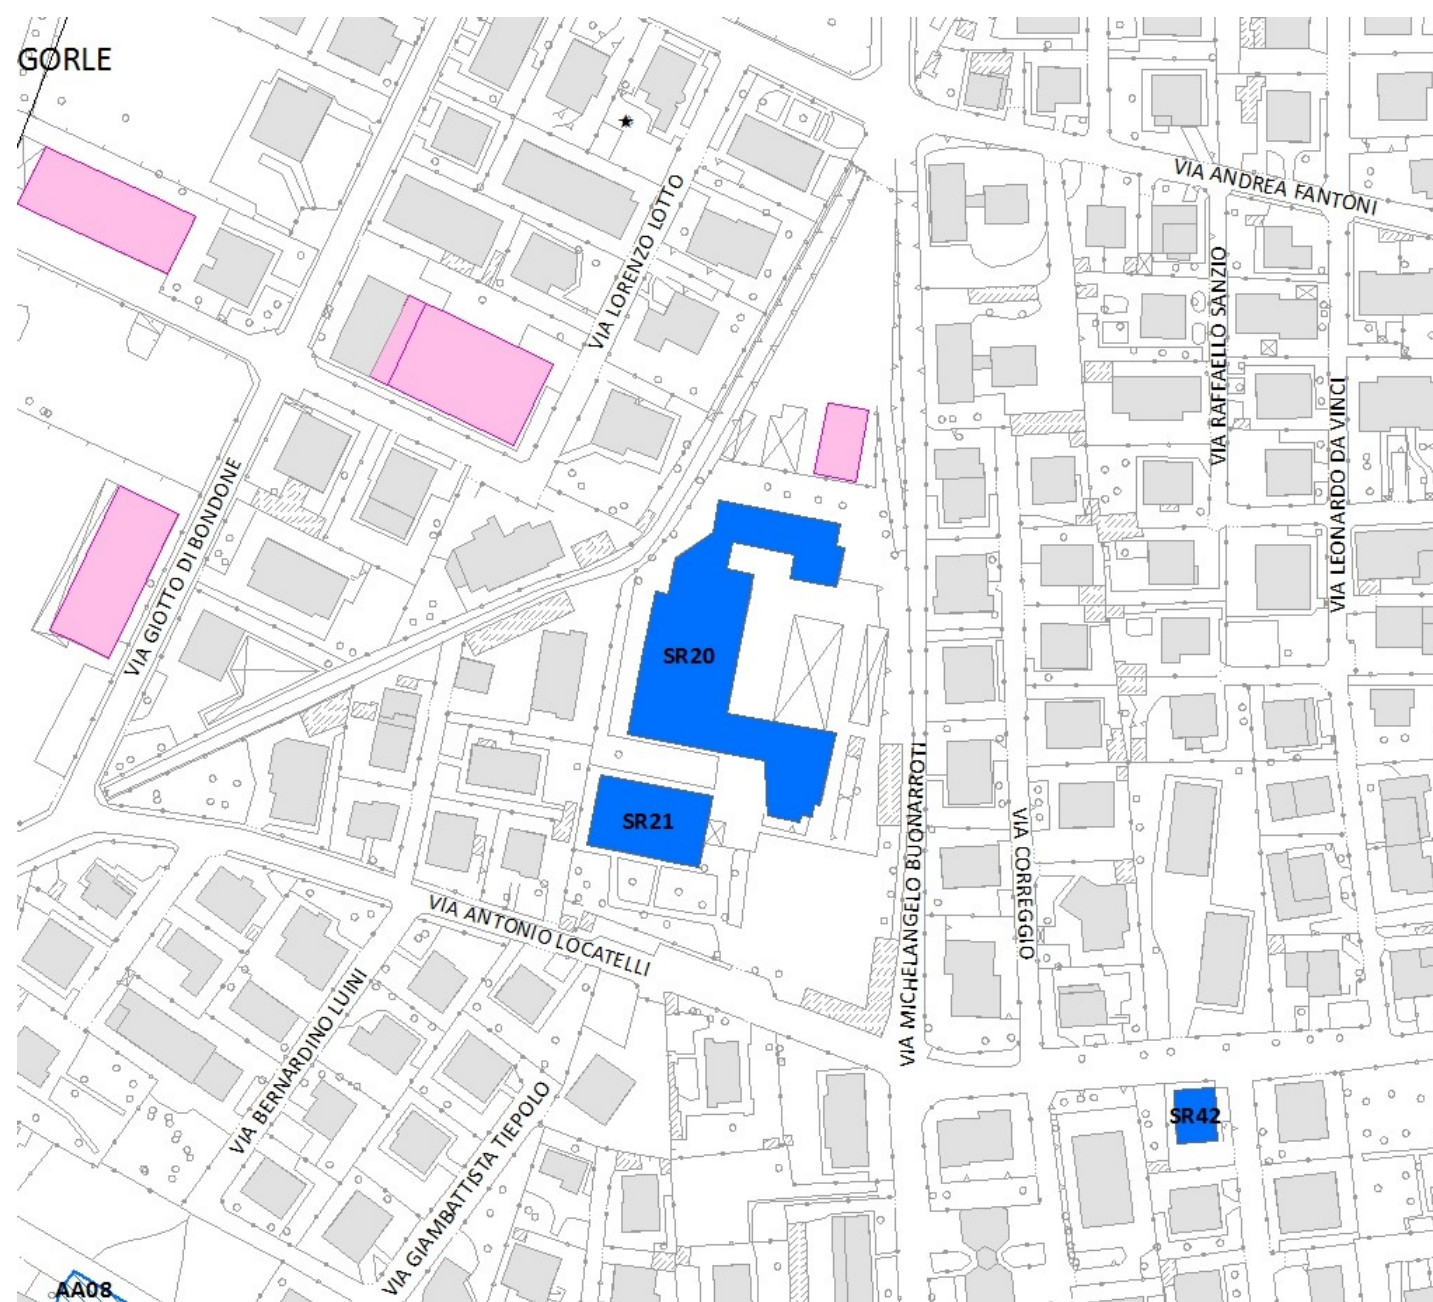 GORLE
VIA ANDREA FANTONI
VIA LORENZO LOTTO
VIA RAFFAELLO SANZIO
VIA LEONARDO DA VINCI
VIA GIOTTO DI BONDONE
SR20
SR21
VIA MICHELANGELO BUONARROTI
VIA CORREGGIO
VIA ANTONIO LOCATELLI
VIA BERNARDINO LUINI
VIA GIAMBATTISTA TIEPOLO
SR42
AA08